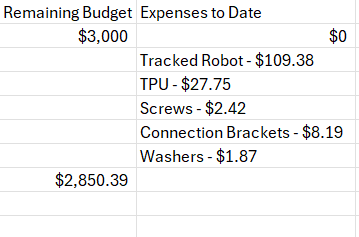 Remaining Budget Expenses to Date
$3,000 $0
Tracked Robot - $109.38
TPU - $27.75
Screws - $2.42
Connection Brackets - $8.19
Washers - $1.87
$2,850.39